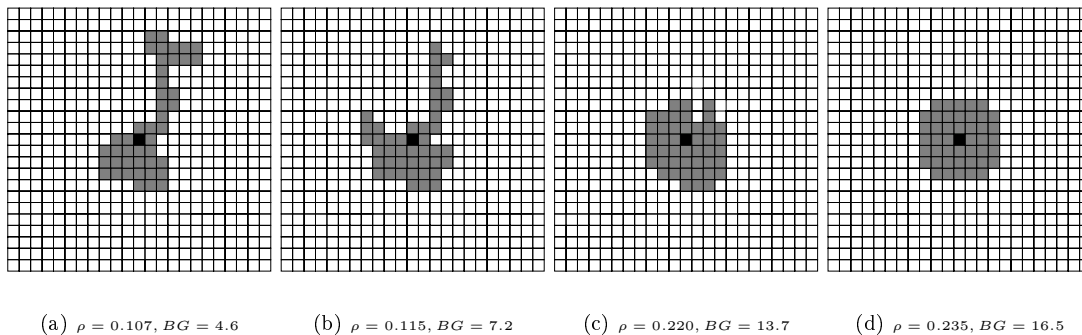 (a) ρ = 0.107, BG = 4.6
(b) ρ = 0.115, BG = 7.2
(c) ρ = 0.220, BG = 13.7
(d) ρ = 0.235, BG = 16.5